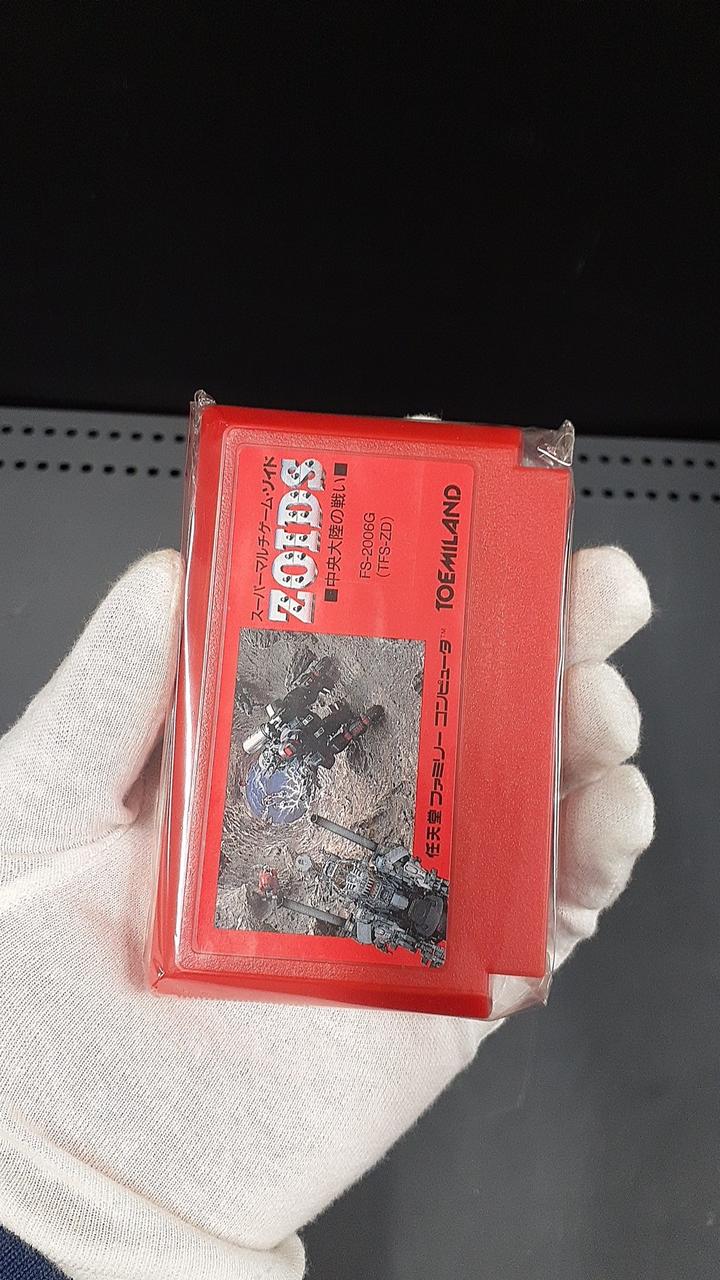 スーパーマルチゲーム・ゾイド
ZOIDS
■中央大陸の戦い■
FS-2006G
(TFS-ZD)
任天堂 ファミリー コンピュータ™ TOEMILAND